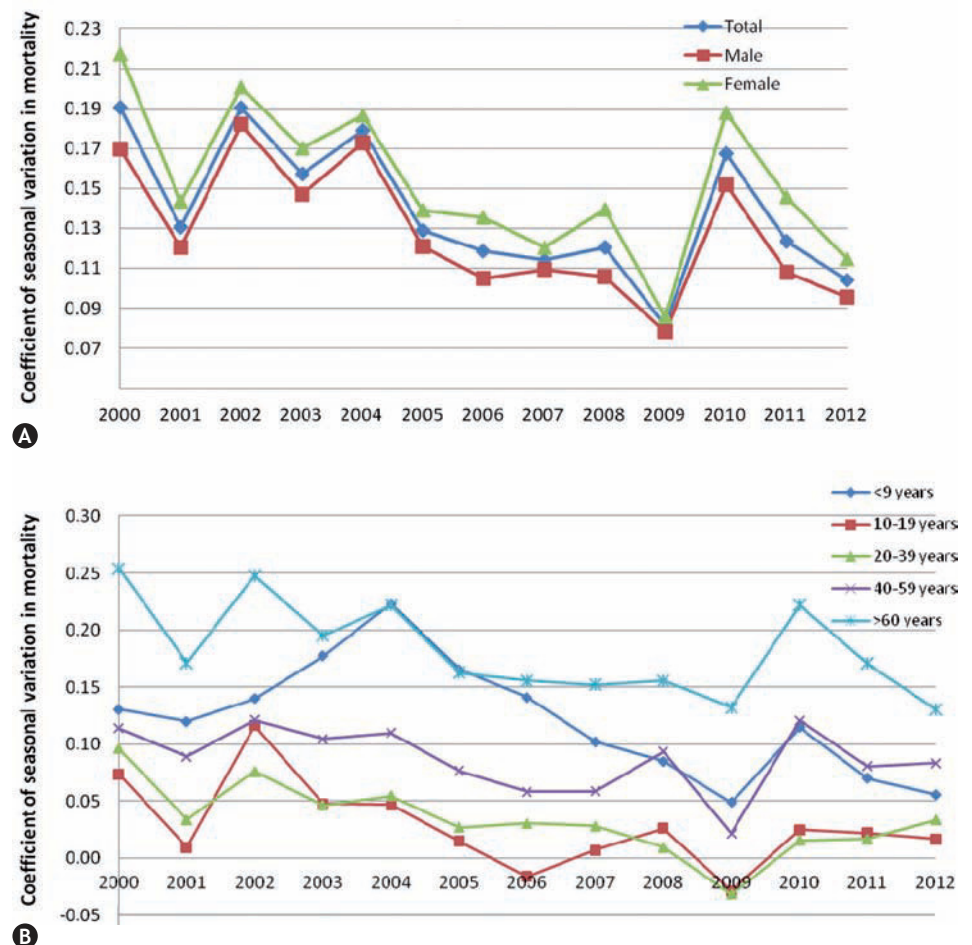 Coefficient of seasonal variation in mortality
0.23
0.21
0.19
0.17
0.15
0.13
0.11
0.09
0.07
Total
Male
Female
2000 2001 2002 2003 2004 2005 2006 2007 2008 2009 2010 2011 2012
A
Coefficient of seasonal variation in mortality
0.30
0.25
0.20
0.15
0.10
0.05
0.00
-0.05
<9 years
10-19 years
20-39 years
40-59 years
>60 years
2000 2001 2002 2003 2004 2005 2006 2007 2008 2009 2010 2011 2012
B